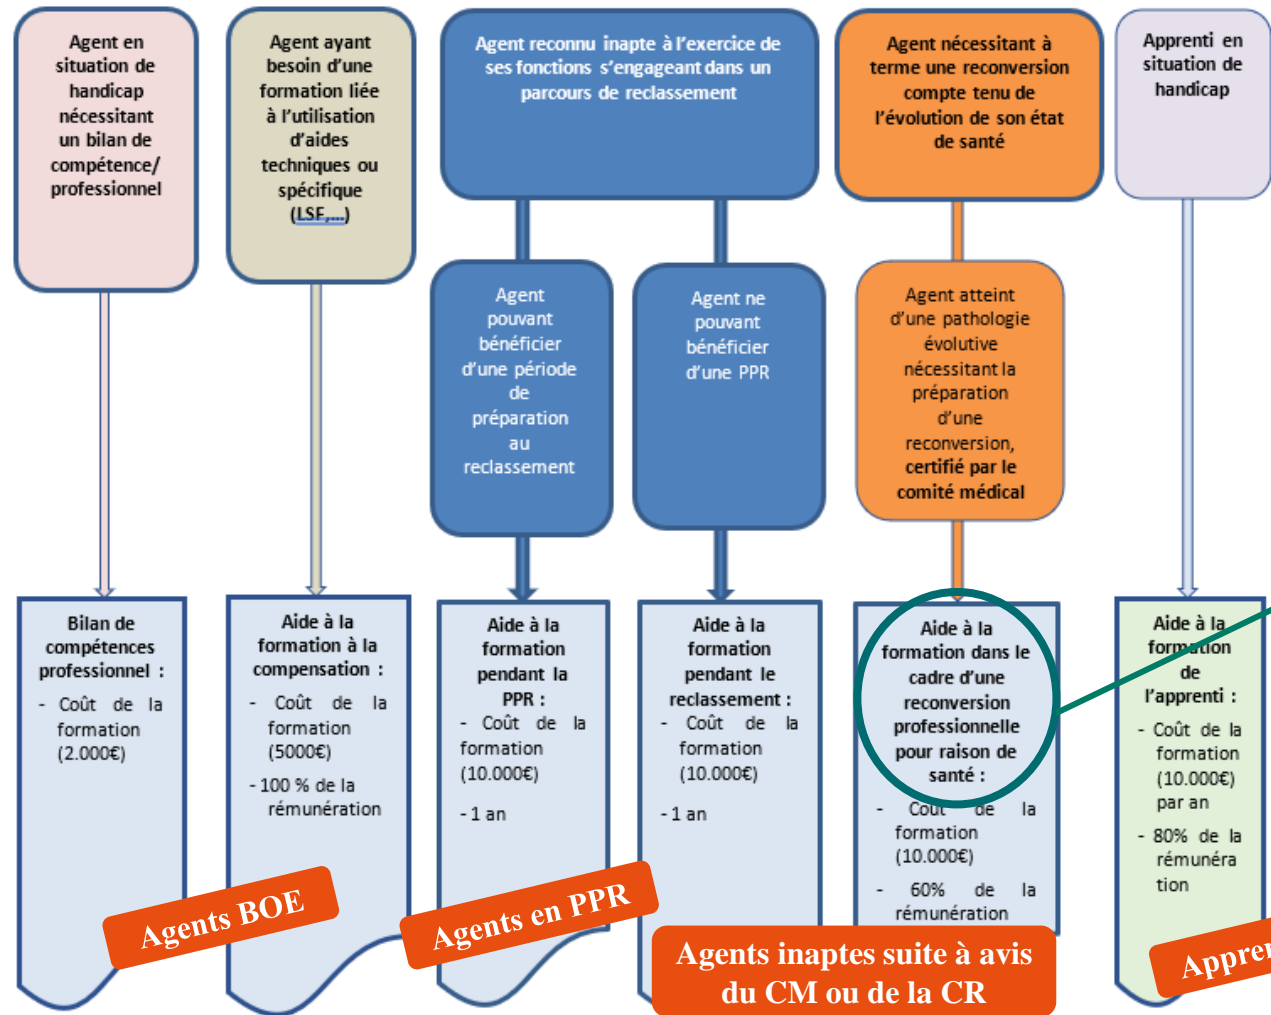 Agent en
situation de
handicap
nécessitant
un bilan de
compétence/
professionnel
Agent ayant
besoin d'une
formation liée
à l'utilisation
d'aides
techniques ou
spécifique
(LSF,...)
Agent reconnu inapte à l'exercice de
ses fonctions s'engageant dans un
parcours de reclassement
Agent nécessitant à
terme une reconversion
compte tenu de
l'évolution de son état
de santé
Apprenti en
situation de
handicap
Agent
pouvant
bénéficier
d'une période
de
préparation
au
reclassement
Agent ne
pouvant
bénéficier
d'une PPR
Agent atteint
d'une pathologie
évolutive
nécessitant la
préparation
d'une
reconversion,
certifié par le
comité médical
Bilan de
compétences
professionnel :
- Coût de la
formation
(2.000€)
Aide à la
formation à la
compensation :
- Coût de la
formation
(5000€)
- 100 % de la
rémunération
Aide à la
formation
pendant la
PPR :
- Coût de la
formation
(10.000€)
- 1 an
Aide à la
formation
pendant le
reclassement :
- Coût de la
formation
(10.000€)
- 1 an
Aide à la
formation dans le
cadre d'une
reconversion
professionnelle
pour raison de
santé :
- Coût de la
formation
(10.000€)
- 60% de la
rémunération
Aide à la
formation
de
l'apprenti :
- Coût de la
formation
(10.000€)
par an
- 80% de la
rémunéra
tion
Agents BOE
Agents en PPR
Agents inaptes suite à avis
du CM ou de la CR
Appren